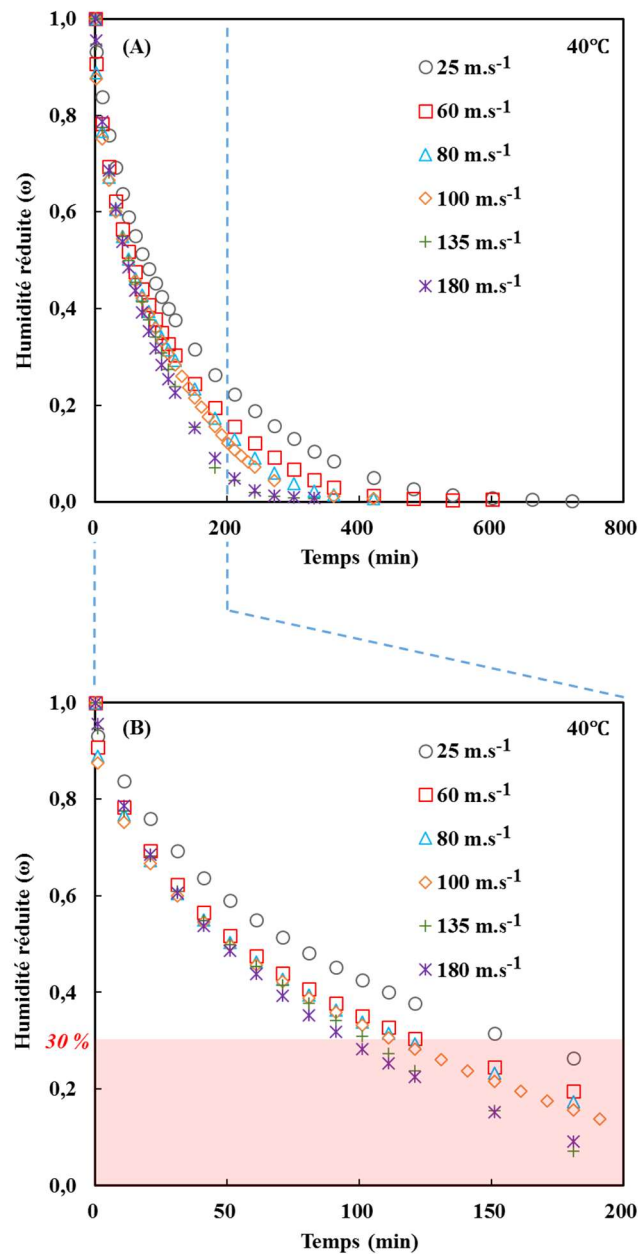 1,0
(A)
40°C
25 m.s⁻¹
0,8
60 m.s⁻¹
80 m.s⁻¹
0,6
100 m.s⁻¹
135 m.s⁻¹
0,4
180 m.s⁻¹
0,2
0,0
Humidité réduite (ω)
0 200 400 600 800
Temps (min)
1,0
(B)
40°C
25 m.s⁻¹
0,8
60 m.s⁻¹
80 m.s⁻¹
0,6
100 m.s⁻¹
135 m.s⁻¹
0,4
180 m.s⁻¹
30 %
0,2
0,0
Humidité réduite (ω)
0 50 100 150 200
Temps (min)